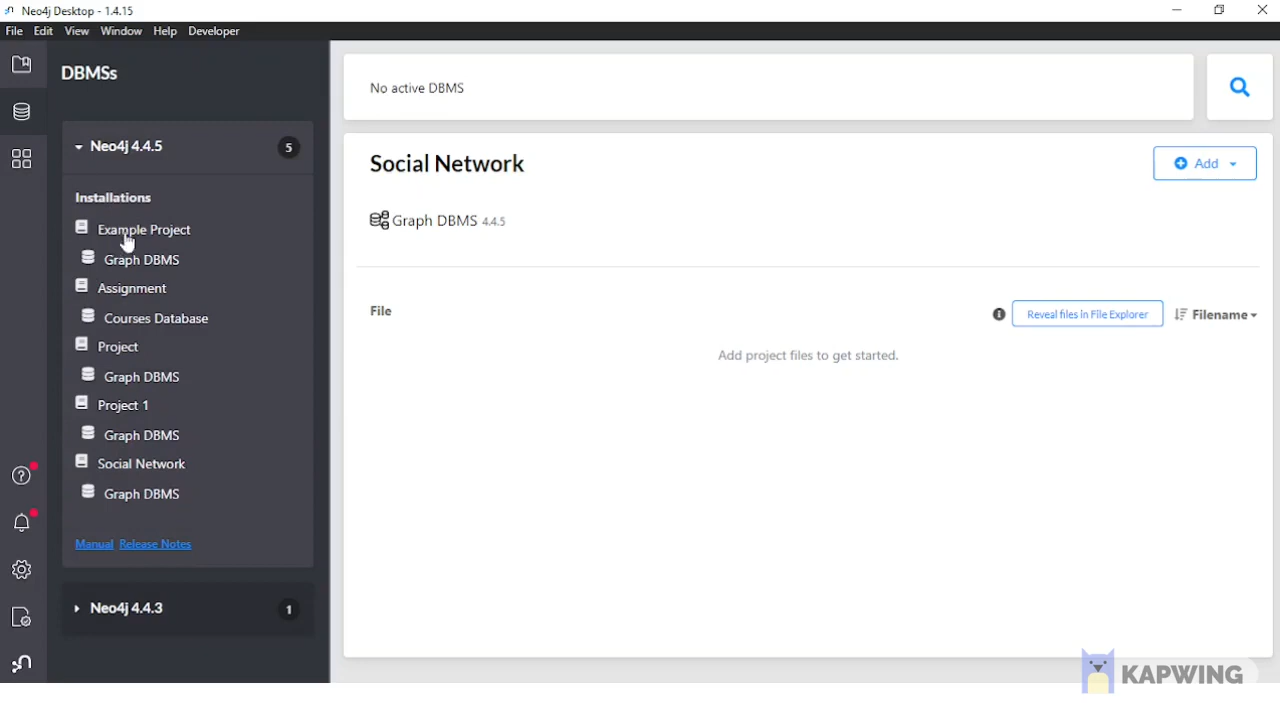 Neo4j Desktop - 1.4.15
File Edit View Window Help Developer
DBMSs
Neo4j 4.4.5 5
Installations
Example Project
Graph DBMS
Assignment
Courses Database
Project
Graph DBMS
Project 1
Graph DBMS
Social Network
Graph DBMS
Manual Release Notes
Neo4j 4.4.3 1
No active DBMS
Social Network
Add
Graph DBMS 4.4.5
File
Reveal files in File Explorer
Filename
Add project files to get started.
KAPWING